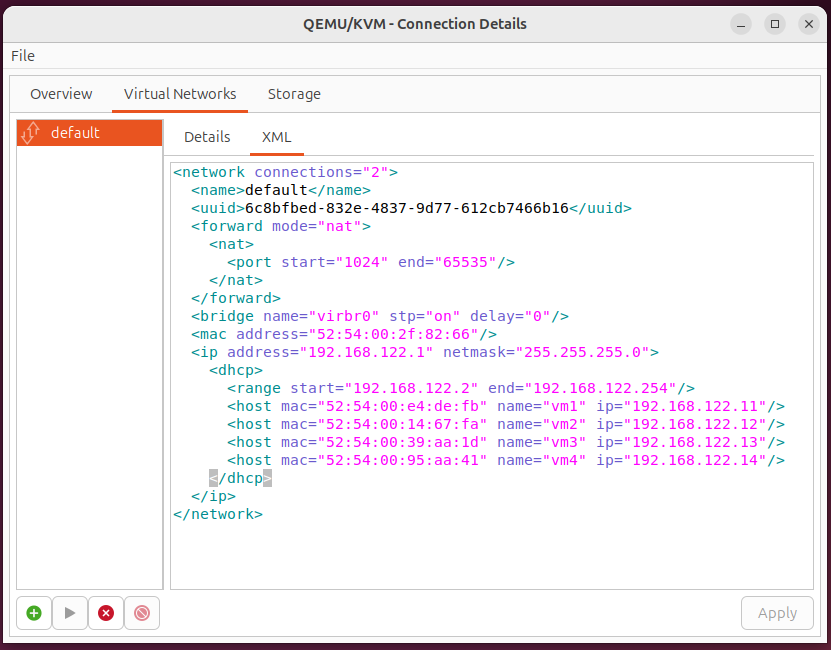 QEMU/KVM - Connection Details
File
Overview Virtual Networks Storage
default
Details XML
<network connections="2">
  <name>default</name>
  <uuid>6c8bfbed-832e-4837-9d77-612cb7466b16</uuid>
  <forward mode="nat">
    <nat>
      <port start="1024" end="65535"/>
    </nat>
  </forward>
  <bridge name="virbr0" stp="on" delay="0"/>
  <mac address="52:54:00:2f:82:66"/>
  <ip address="192.168.122.1" netmask="255.255.255.0">
    <dhcp>
      <range start="192.168.122.2" end="192.168.122.254"/>
      <host mac="52:54:00:e4:de:fb" name="vm1" ip="192.168.122.11"/>
      <host mac="52:54:00:14:67:fa" name="vm2" ip="192.168.122.12"/>
      <host mac="52:54:00:39:aa:1d" name="vm3" ip="192.168.122.13"/>
      <host mac="52:54:00:95:aa:41" name="vm4" ip="192.168.122.14"/>
    </dhcp>
  </ip>
</network>
Apply